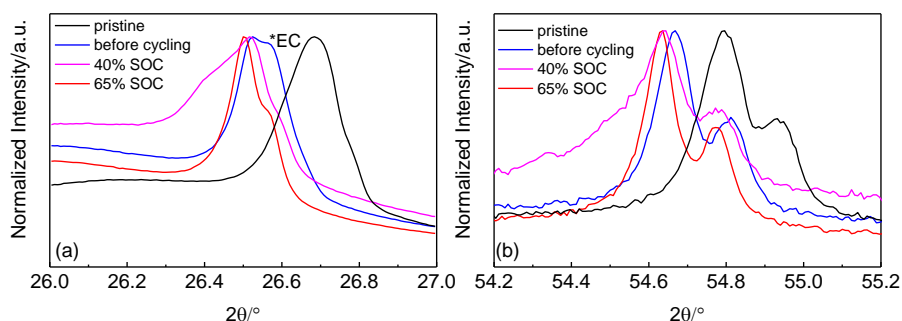 pristine
before cycling
40% SOC
65% SOC
*EC
Normalized Intensity/a.u.
(a)
26.0 26.2 26.4 26.6 26.8 27.0
2θ/°
pristine
before cycling
40% SOC
65% SOC
Normalized Intensity/a.u.
(b)
54.2 54.4 54.6 54.8 55.0 55.2
2θ/°